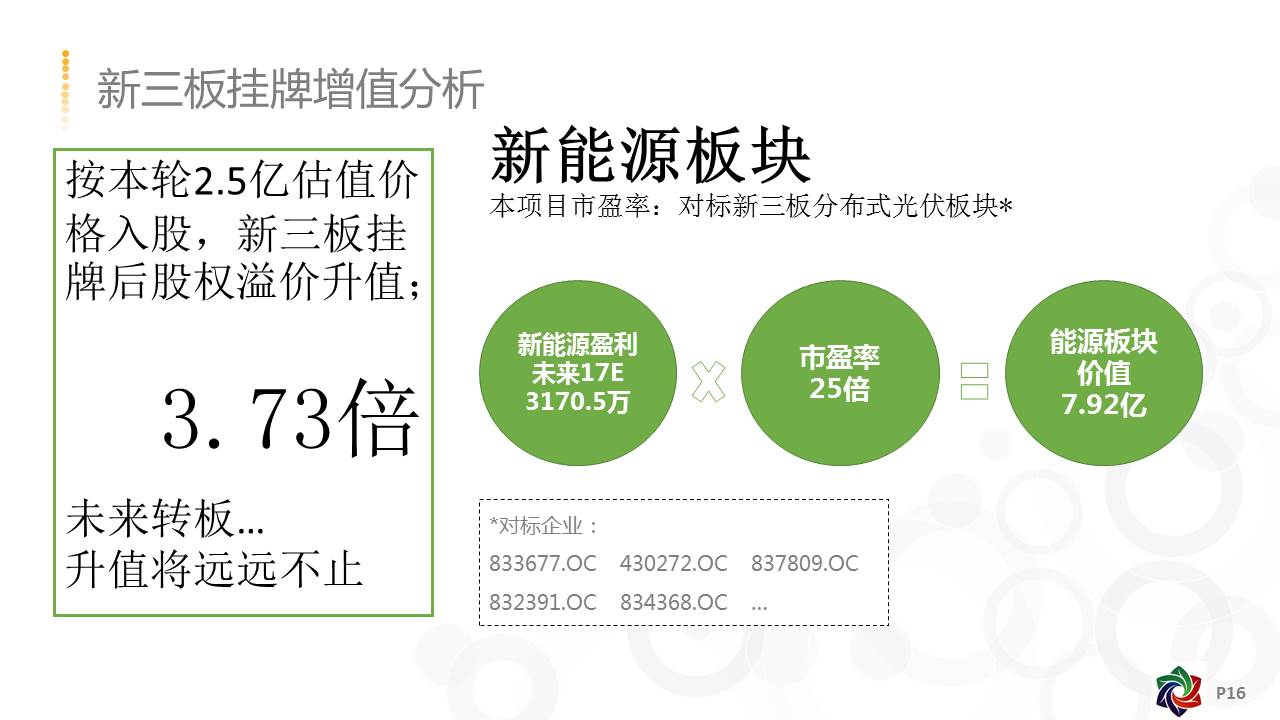 新三板挂牌增值分析
按本轮2.5亿估值价
格入股，新三板挂
牌后股权溢价升值；
3.73倍
未来转板…
升值将远远不止
新能源板块
本项目市盈率：对标新三板分布式光伏板块*
新能源盈利
未来17E
3170.5万
市盈率
25倍
能源板块
价值
7.92亿
*对标企业：
833677.OC 430272.OC 837809.OC
832391.OC 834368.OC …
P16